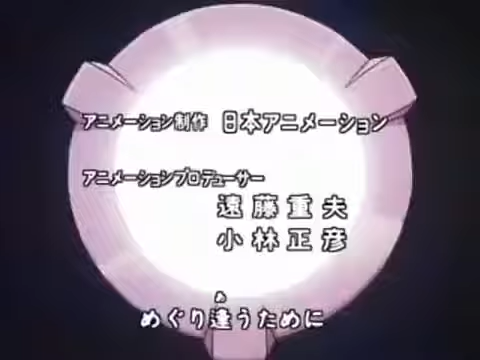 アニメーション制作 日本アニメーション
アニメーションプロデューサー
遠藤重夫
小林正彦
あ
めぐり逢うために